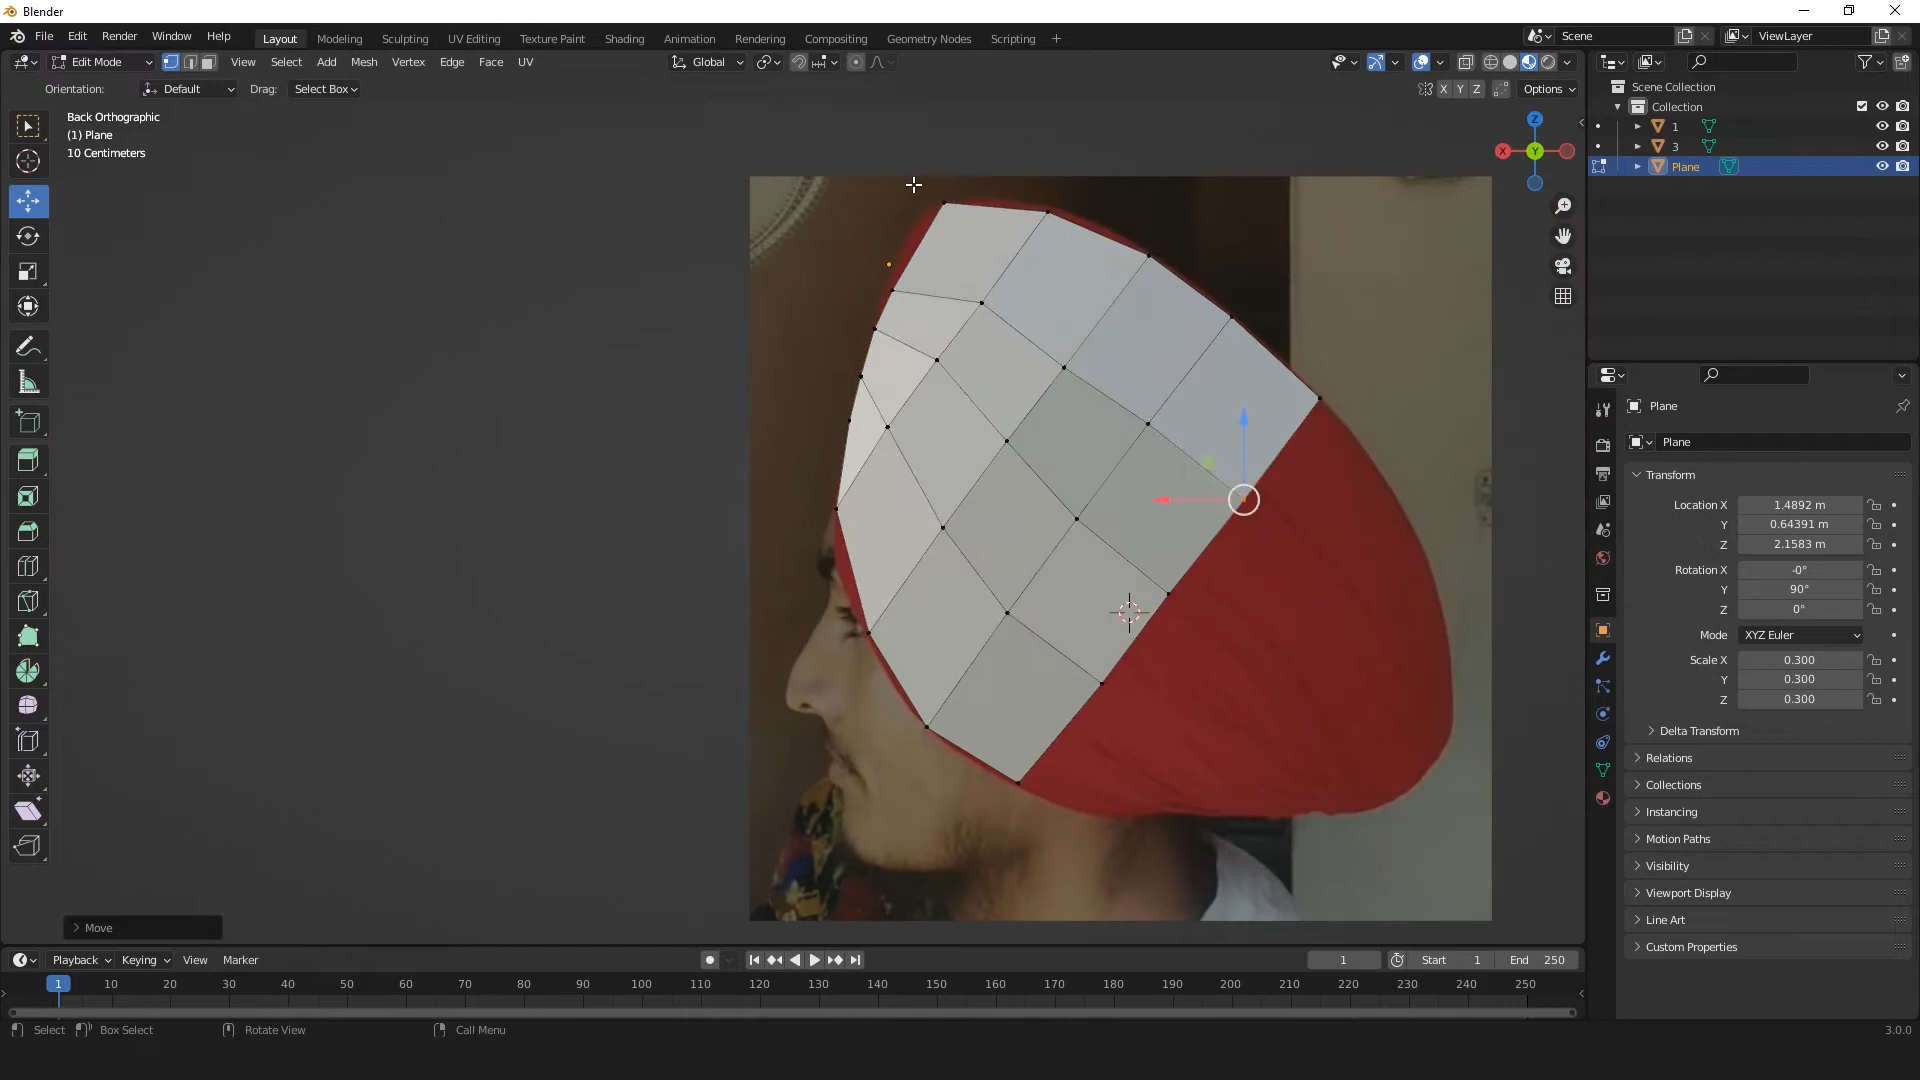 Blender
File Edit Render Window Help
Layout Modeling Sculpting UV Editing Texture Paint Shading Animation Rendering Compositing Geometry Nodes Scripting +
Scene
ViewLayer
Edit Mode
View Select Add Mesh Vertex Edge Face UV
Global
Orientation: Default Drag: Select Box
X Y Z Options
Back Orthographic
(1) Plane
10 Centimeters
Z
X Y
Scene Collection
Collection
1
3
Plane
Plane
Plane
Transform
Location X 1.4892 m
Y 0.64391 m
Z 2.1583 m
Rotation X -0°
Y 90°
Z 0°
Mode XYZ Euler
Scale X 0.300
Y 0.300
Z 0.300
Delta Transform
Relations
Collections
Instancing
Motion Paths
Visibility
Viewport Display
Line Art
Custom Properties
Move
Playback Keying View Marker
1 Start 1 End 250
1 10 20 30 40 50 60 70 80 90 100 110 120 130 140 150 160 170 180 190 200 210 220 230 240 250
Select Box Select Rotate View Call Menu
3.0.0